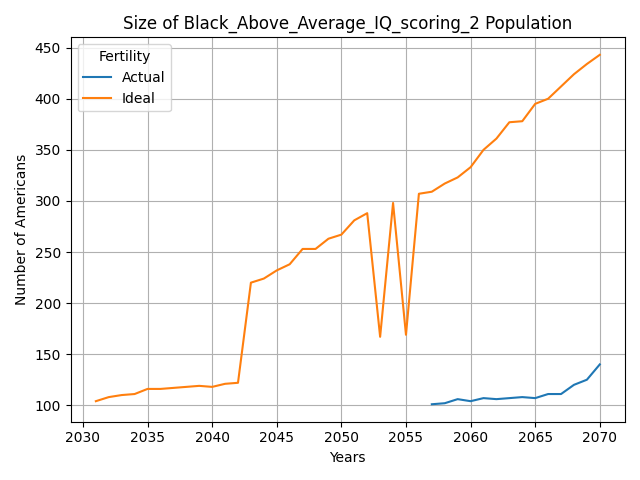 Size of Black_Above_Average_IQ_scoring_2 Population
Fertility
Actual
Ideal
Number of Americans
450
400
350
300
250
200
150
100
2030 2035 2040 2045 2050 2055 2060 2065 2070
Years